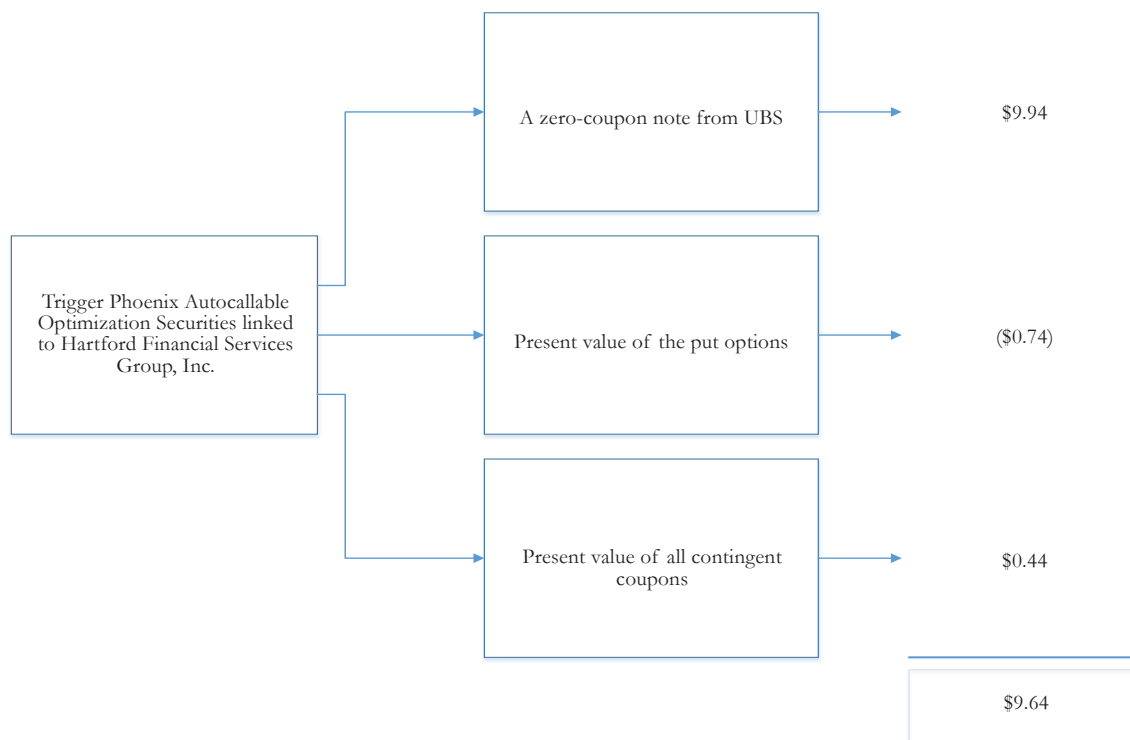 A zero-coupon note from UBS
$9.94
Trigger Phoenix Autocallable
Optimization Securities linked
to Hartford Financial Services
Group, Inc.
Present value of the put options
($0.74)
Present value of all contingent
coupons
$0.44
$9.64